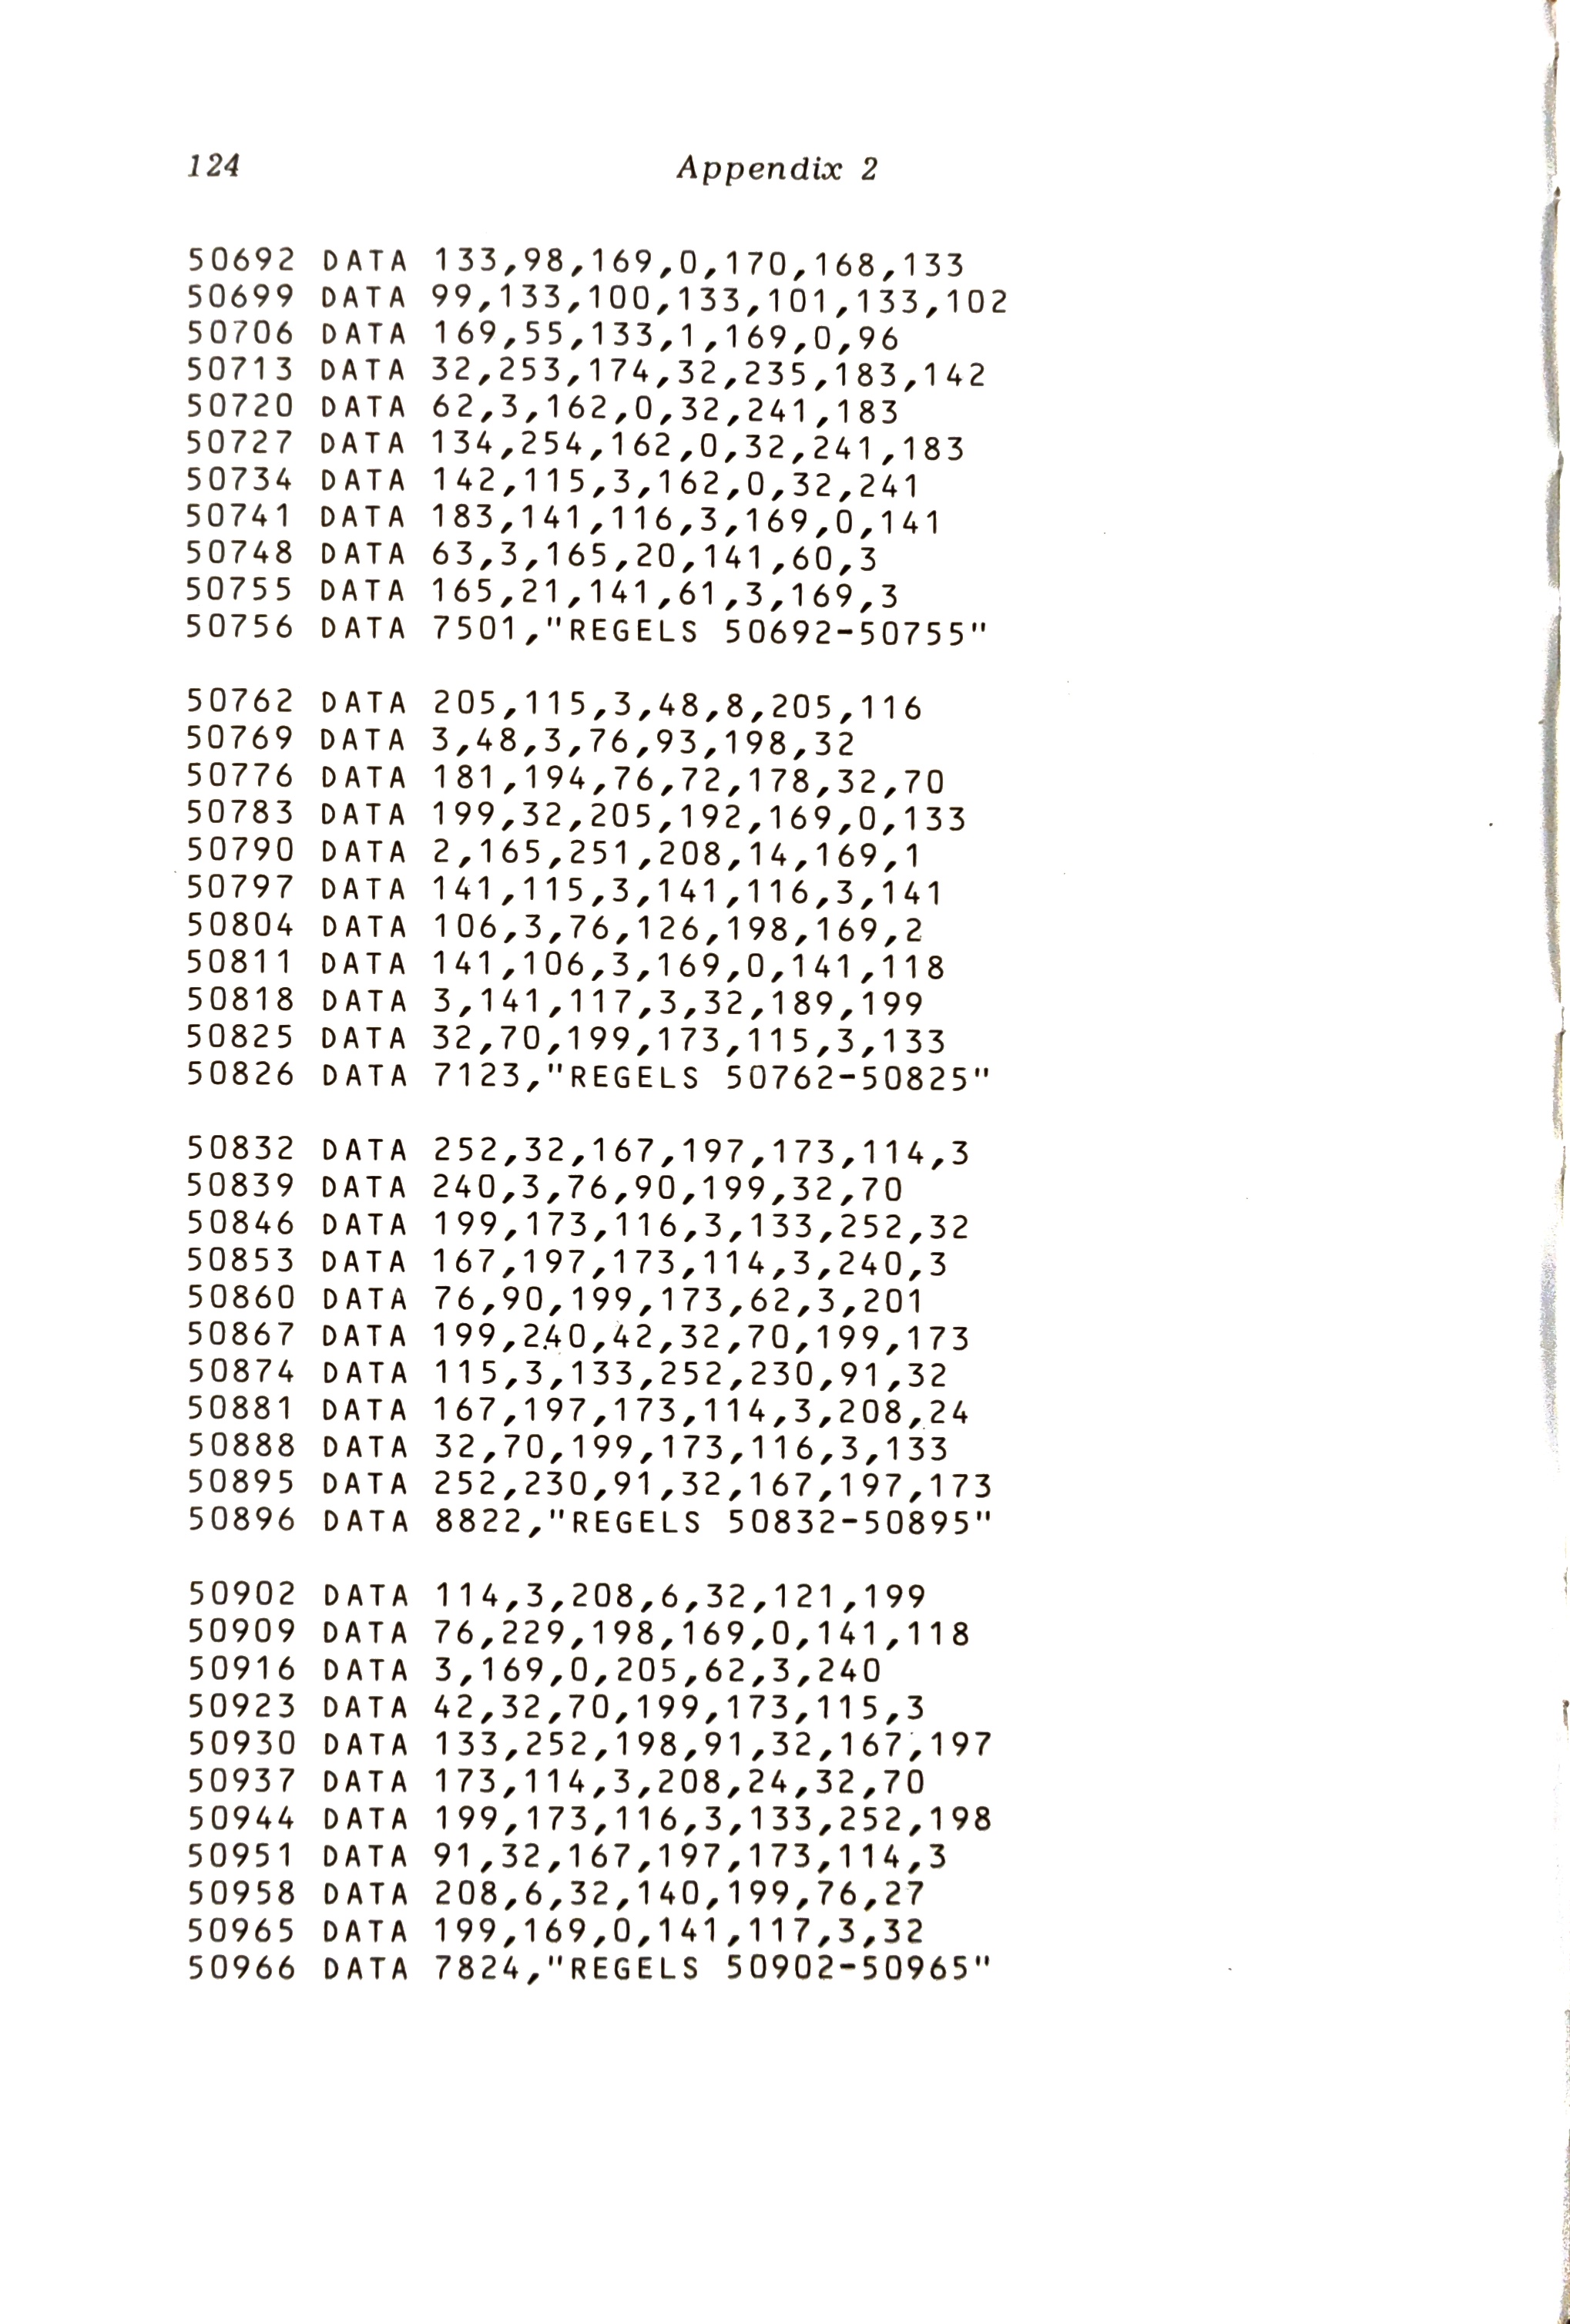 124 Appendix 2
50692 DATA 133,98,169,0,170,168,133
50699 DATA 99,133,100,133,101,133,102
50706 DATA 169,55,133,1,169,0,96
50713 DATA 32,253,174,32,235,183,142
50720 DATA 62,3,162,0,32,241,183
50727 DATA 134,254,162,0,32,241,183
50734 DATA 142,115,3,162,0,32,241
50741 DATA 183,141,116,3,169,0,141
50748 DATA 63,3,165,20,141,60,3
50755 DATA 165,21,141,61,3,169,3
50756 DATA 7501,"REGELS 50692-50755"
50762 DATA 205,115,3,48,8,205,116
50769 DATA 3,48,3,76,93,198,32
50776 DATA 181,194,76,72,178,32,70
50783 DATA 199,32,205,192,169,0,133
50790 DATA 2,165,251,208,14,169,1
50797 DATA 141,115,3,141,116,3,141
50804 DATA 106,3,76,126,198,169,2
50811 DATA 141,106,3,169,0,141,118
50818 DATA 3,141,117,3,32,189,199
50825 DATA 32,70,199,173,115,3,133
50826 DATA 7123,"REGELS 50762-50825"
50832 DATA 252,32,167,197,173,114,3
50839 DATA 240,3,76,90,199,32,70
50846 DATA 199,173,116,3,133,252,32
50853 DATA 167,197,173,114,3,240,3
50860 DATA 76,90,199,173,62,3,201
50867 DATA 199,240,42,32,70,199,173
50874 DATA 115,3,133,252,230,91,32
50881 DATA 167,197,173,114,3,208,24
50888 DATA 32,70,199,173,116,3,133
50895 DATA 252,230,91,32,167,197,173
50896 DATA 8822,"REGELS 50832-50895"
50902 DATA 114,3,208,6,32,121,199
50909 DATA 76,229,198,169,0,141,118
50916 DATA 3,169,0,205,62,3,240
50923 DATA 42,32,70,199,173,115,3
50930 DATA 133,252,198,91,32,167,197
50937 DATA 173,114,3,208,24,32,70
50944 DATA 199,173,116,3,133,252,198
50951 DATA 91,32,167,197,173,114,3
50958 DATA 208,6,32,140,199,76,27
50965 DATA 199,169,0,141,117,3,32
50966 DATA 7824,"REGELS 50902-50965"